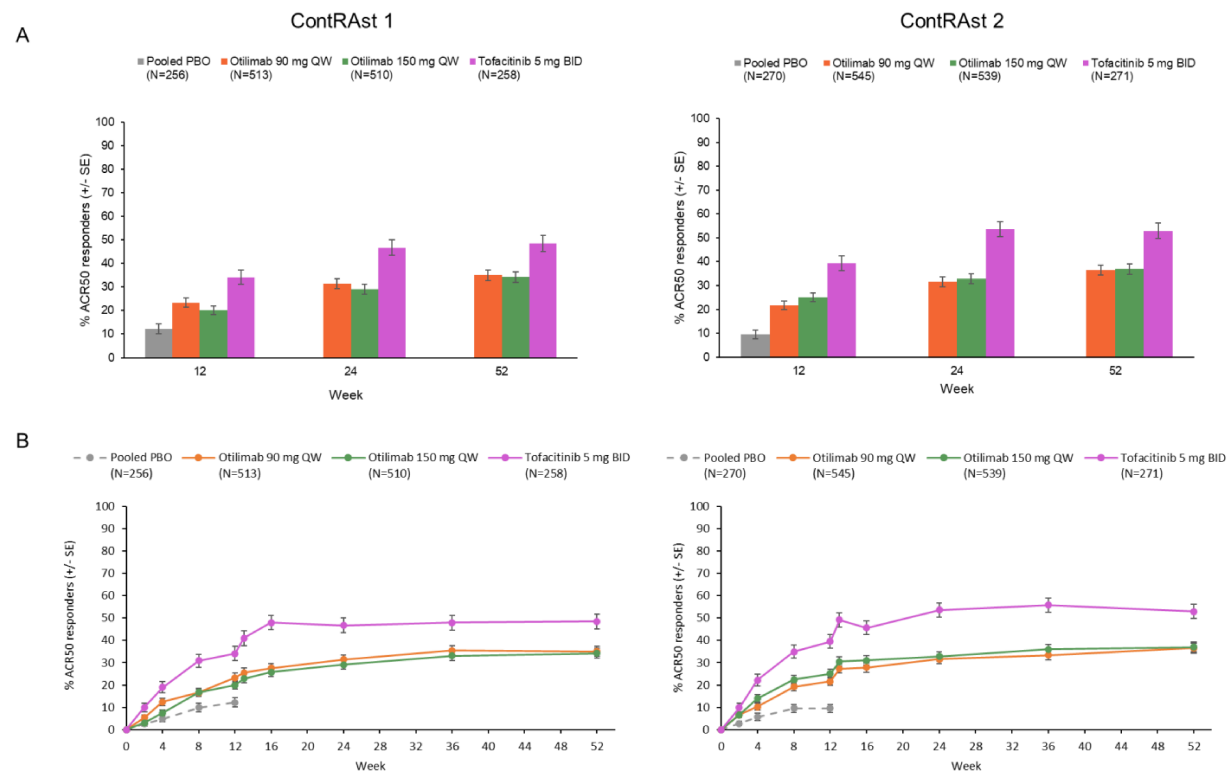 ContRAst 1
ContRAst 2
A
Pooled PBO (N=256)
Otilimab 90 mg QW (N=513)
Otilimab 150 mg QW (N=510)
Tofacitinib 5 mg BID (N=258)
% ACR50 responders (+/- SE)
100
90
80
70
60
50
40
30
20
10
0
12 24 52
Week
Pooled PBO (N=270)
Otilimab 90 mg QW (N=545)
Otilimab 150 mg QW (N=539)
Tofacitinib 5 mg BID (N=271)
% ACR50 responders (+/- SE)
100
90
80
70
60
50
40
30
20
10
0
12 24 52
Week
B
Pooled PBO (N=256)
Otilimab 90 mg QW (N=513)
Otilimab 150 mg QW (N=510)
Tofacitinib 5 mg BID (N=258)
% ACR50 responders (+/- SE)
100
90
80
70
60
50
40
30
20
10
0
0 4 8 12 16 20 24 28 32 36 40 44 48 52
Week
Pooled PBO (N=270)
Otilimab 90 mg QW (N=545)
Otilimab 150 mg QW (N=539)
Tofacitinib 5 mg BID (N=271)
% ACR50 responders (+/- SE)
100
90
80
70
60
50
40
30
20
10
0
0 4 8 12 16 20 24 28 32 36 40 44 48 52
Week